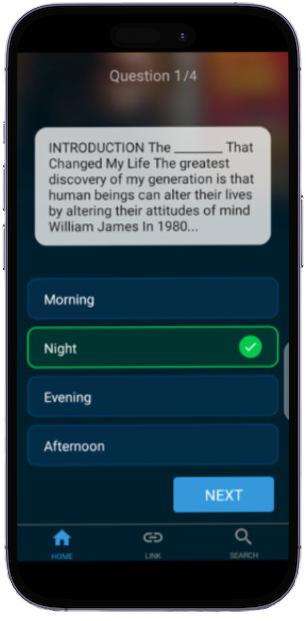 Question 1/4
INTRODUCTION The ________ That
Changed My Life The greatest
discovery of my generation is that
human beings can alter their lives
by altering their attitudes of mind
William James In 1980...
Morning
Night
Evening
Afternoon
NEXT
HOME LINK SEARCH